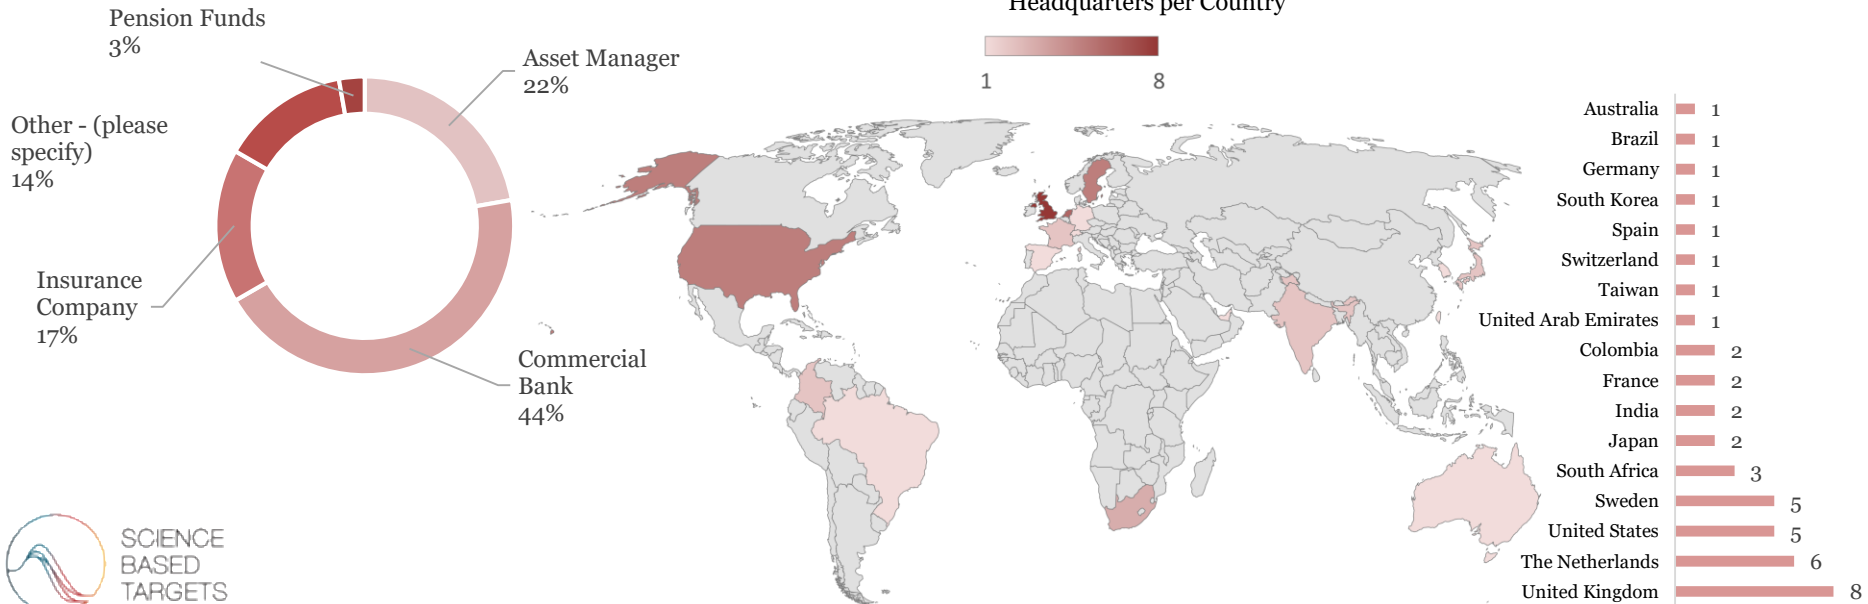 Headquarters per Country
1
8
Pension Funds
3%
Asset Manager
22%
Other - (please
specify)
14%
Insurance
Company
17%
Commercial
Bank
44%
Australia 1
Brazil 1
Germany 1
South Korea 1
Spain 1
Switzerland 1
Taiwan 1
United Arab Emirates 1
Colombia 2
France 2
India 2
Japan 2
South Africa 3
Sweden 5
United States 5
The Netherlands 6
United Kingdom 8
SCIENCE
BASED
TARGETS